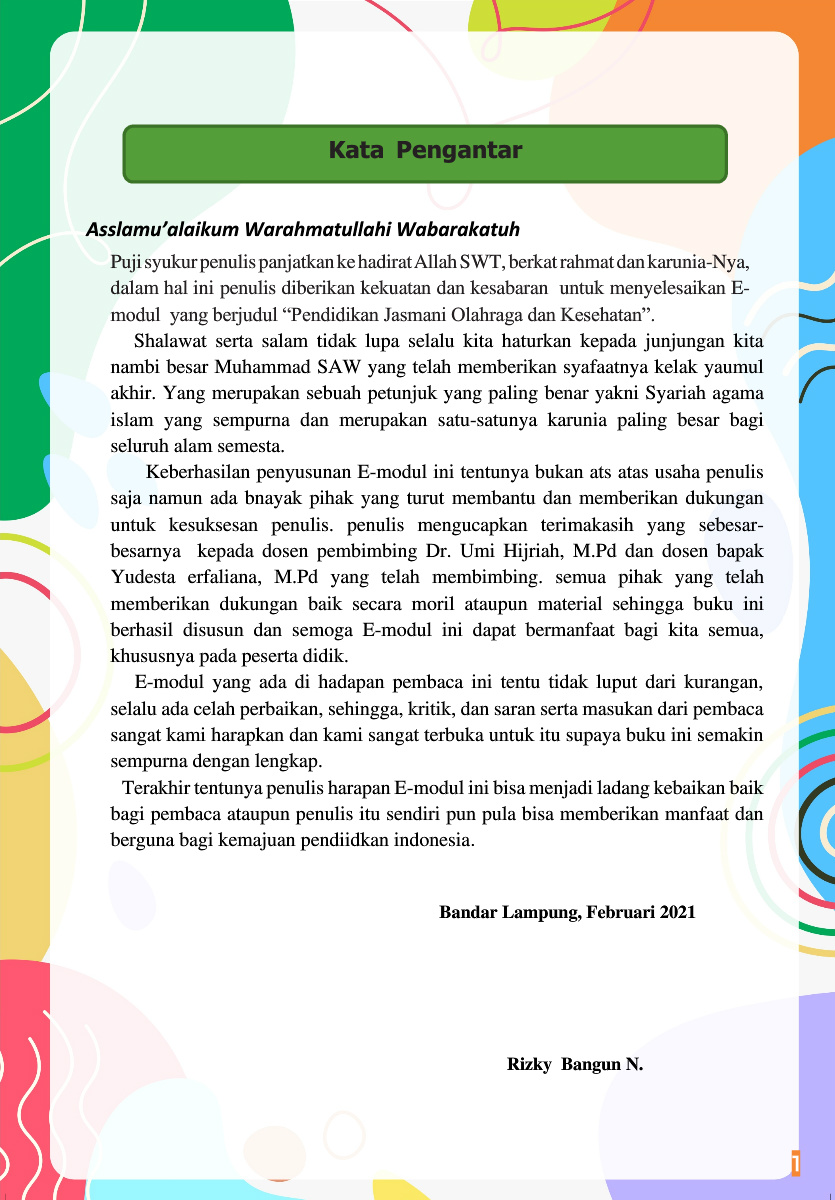 Kata Pengantar
Asslamu’alaikum Warahmatullahi Wabarakatuh
Puji syukur penulis panjatkan ke hadirat Allah SWT, berkat rahmat dan karunia-Nya,
dalam hal ini penulis diberikan kekuatan dan kesabaran untuk menyelesaikan E-
modul yang berjudul “Pendidikan Jasmani Olahraga dan Kesehatan”.
Shalawat serta salam tidak lupa selalu kita haturkan kepada junjungan kita
nambi besar Muhammad SAW yang telah memberikan syafaatnya kelak yaumul
akhir. Yang merupakan sebuah petunjuk yang paling benar yakni Syariah agama
islam yang sempurna dan merupakan satu-satunya karunia paling besar bagi
seluruh alam semesta.
Keberhasilan penyusunan E-modul ini tentunya bukan ats atas usaha penulis
saja namun ada bnayak pihak yang turut membantu dan memberikan dukungan
untuk kesuksesan penulis. penulis mengucapkan terimakasih yang sebesar-
besarnya kepada dosen pembimbing Dr. Umi Hijriah, M.Pd dan dosen bapak
Yudesta erfaliana, M.Pd yang telah membimbing. semua pihak yang telah
memberikan dukungan baik secara moril ataupun material sehingga buku ini
berhasil disusun dan semoga E-modul ini dapat bermanfaat bagi kita semua,
khususnya pada peserta didik.
E-modul yang ada di hadapan pembaca ini tentu tidak luput dari kurangan,
selalu ada celah perbaikan, sehingga, kritik, dan saran serta masukan dari pembaca
sangat kami harapkan dan kami sangat terbuka untuk itu supaya buku ini semakin
sempurna dengan lengkap.
Terakhir tentunya penulis harapan E-modul ini bisa menjadi ladang kebaikan baik
bagi pembaca ataupun penulis itu sendiri pun pula bisa memberikan manfaat dan
berguna bagi kemajuan pendiidkan indonesia.
Bandar Lampung, Februari 2021
Rizky Bangun N.
1